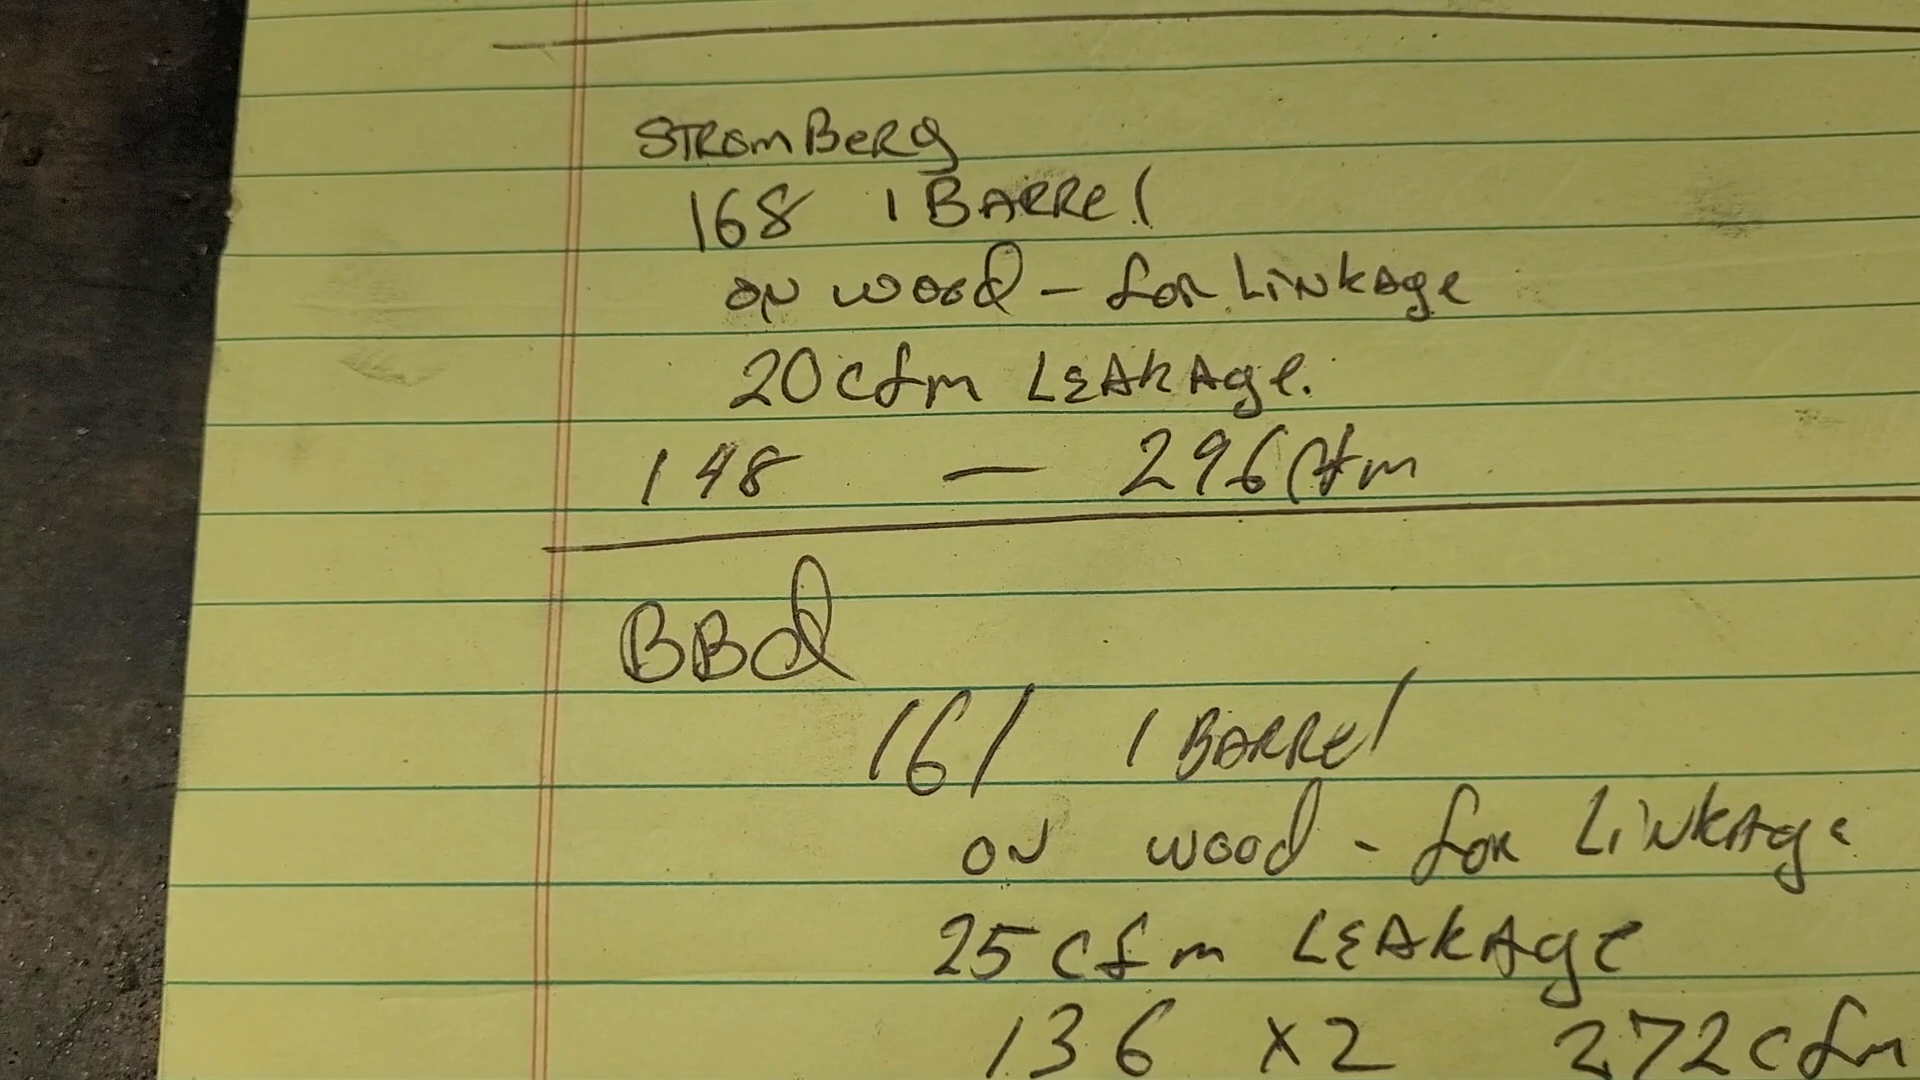 STROMBERG
168 1 BARREL
ON WOOD - for LINKAGE
20 cfm LEAKAGE.
148 — 296 cfm
BBd
161 1 BARREL
ON WOOD - for LINKAGE
25 cfm LEAKAGE
136 x2 272 cfm